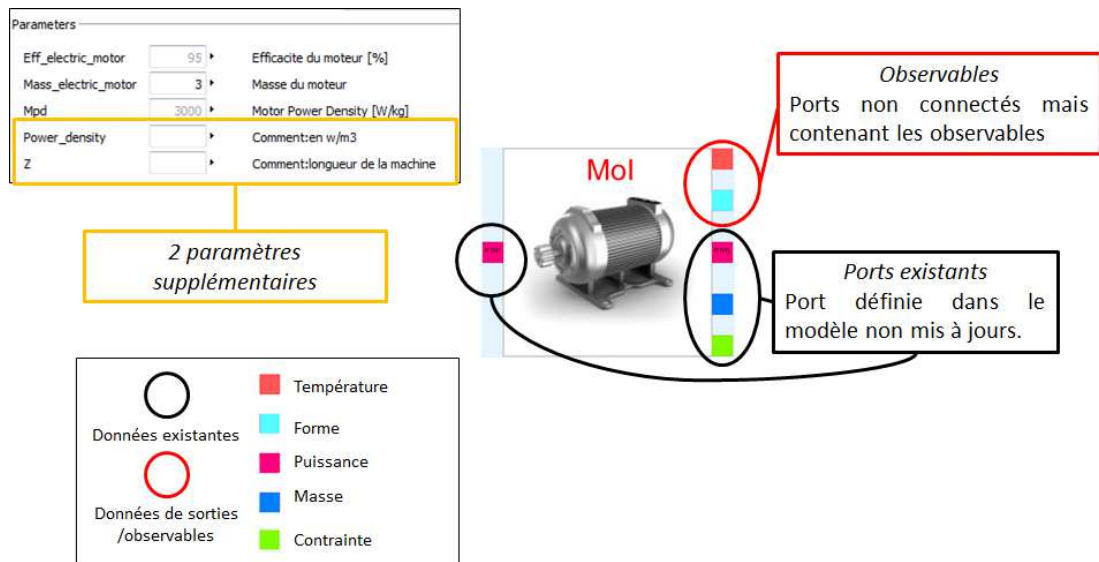 Parameters
Eff_electric_motor 95 Efficacite du moteur [%]
Mass_electric_motor 3 Masse du moteur
Mpd 3000 Motor Power Density [W/kg]
Power_density Comment:en w/m3
Z Comment:longueur de la machine
2 paramètres
supplémentaires
Mol
Observables
Ports non connectés mais
contenant les observables
Ports existants
Port définie dans le
modèle non mis à jours.
Données existantes
Données de sorties
/observables
Température
Forme
Puissance
Masse
Contrainte